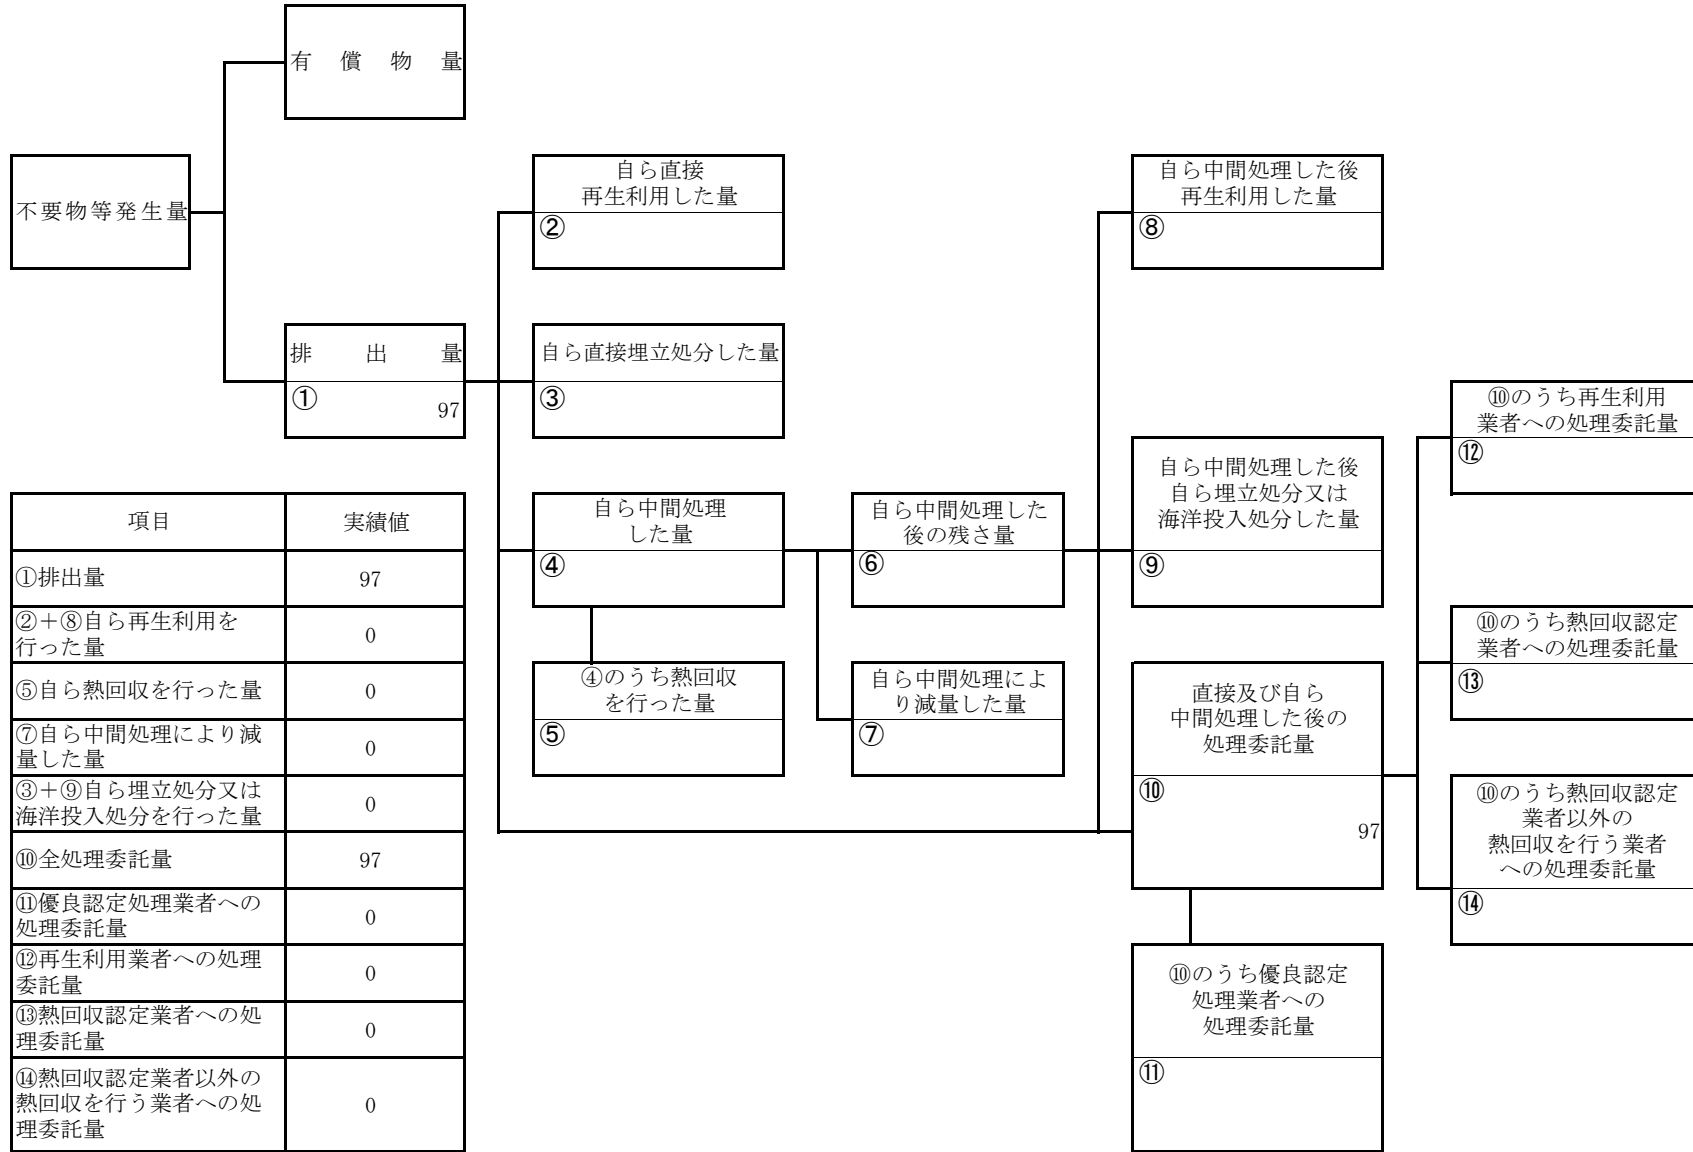 有償物量
不要物等発生量
自ら直接
再生利用した量
②
自ら中間処理した後
再生利用した量
⑧
排出量
①
97
自ら直接埋立処分した量
③
⑩のうち再生利用
業者への処理委託量
⑫
自ら中間処理
した量
④
自ら中間処理した
後の残さ量
⑥
自ら中間処理した後
自ら埋立処分又は
海洋投入処分した量
⑨
⑩のうち熱回収認定
業者への処理委託量
⑬
④のうち熱回収
を行った量
⑤
自ら中間処理によ
り減量した量
⑦
直接及び自ら
中間処理した後の
処理委託量
⑩
97
⑩のうち熱回収認定
業者以外の
熱回収を行う業者
への処理委託量
⑭
⑩のうち優良認定
処理業者への
処理委託量
⑪
項目 実績値
①排出量 97
②＋⑧自ら再生利用を
行った量 0
⑤自ら熱回収を行った量 0
⑦自ら中間処理により減
量した量 0
③＋⑨自ら埋立処分又は
海洋投入処分を行った量 0
⑩全処理委託量 97
⑪優良認定処理業者への
処理委託量 0
⑫再生利用業者への処理
委託量 0
⑬熱回収認定業者への処
理委託量 0
⑭熱回収認定業者以外の
熱回収を行う業者への処
理委託量 0